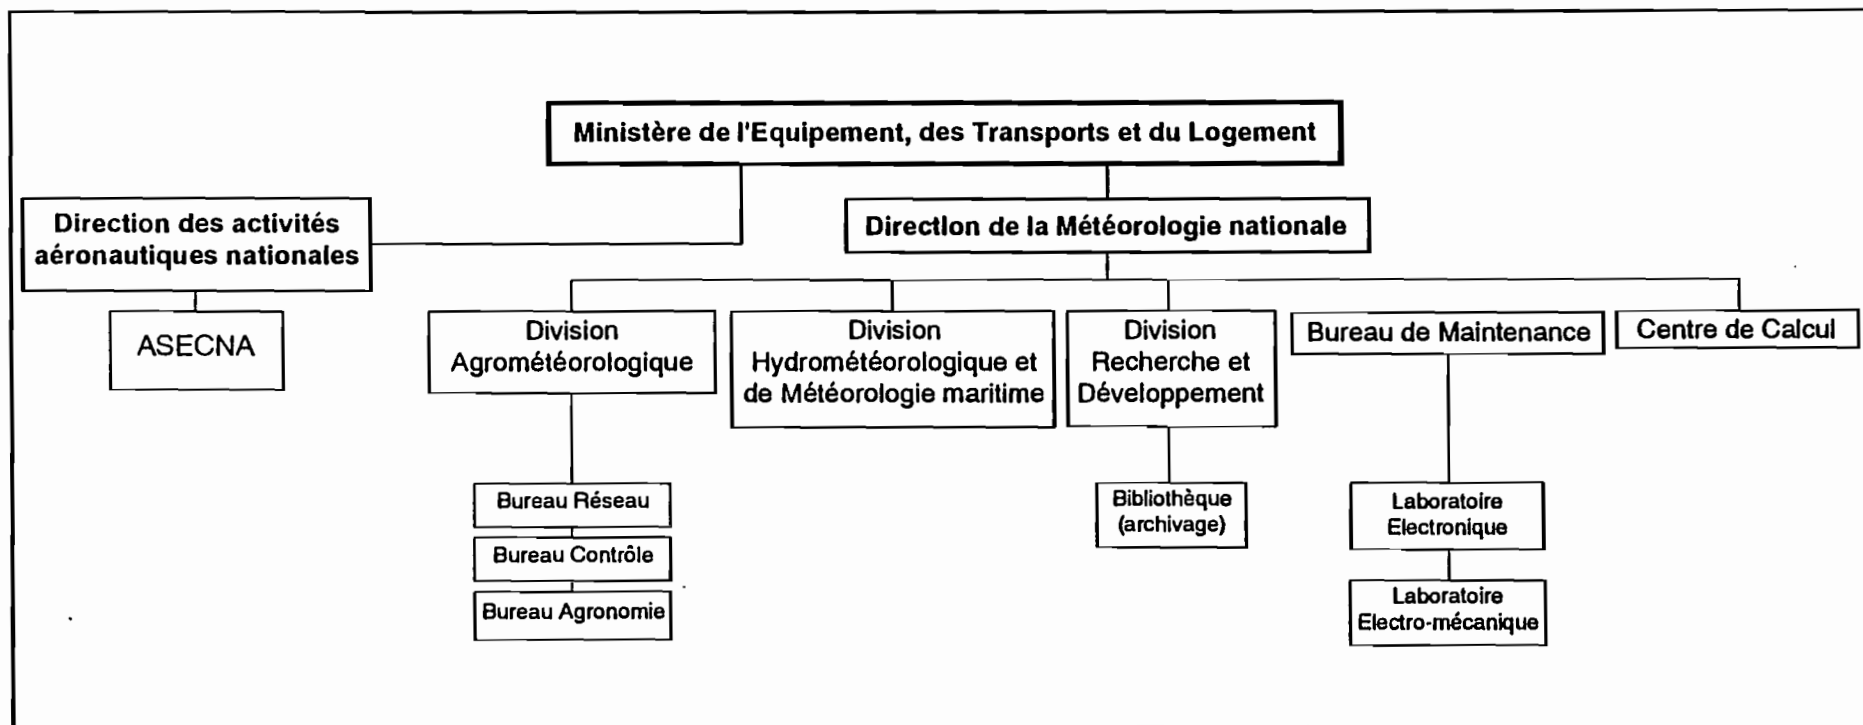 Ministère de l'Equipement, des Transports et du Logement
Direction des activités
aéronautiques nationales
Direction de la Météorologie nationale
ASECNA
Division
Agrométéorologique
Division
Hydrométéorologique et
de Météorologie maritime
Division
Recherche et
Développement
Bureau de Maintenance
Centre de Calcul
Bureau Réseau
Bureau Contrôle
Bureau Agronomie
Bibliothèque
(archivage)
Laboratoire
Electronique
Laboratoire
Electro-mécanique